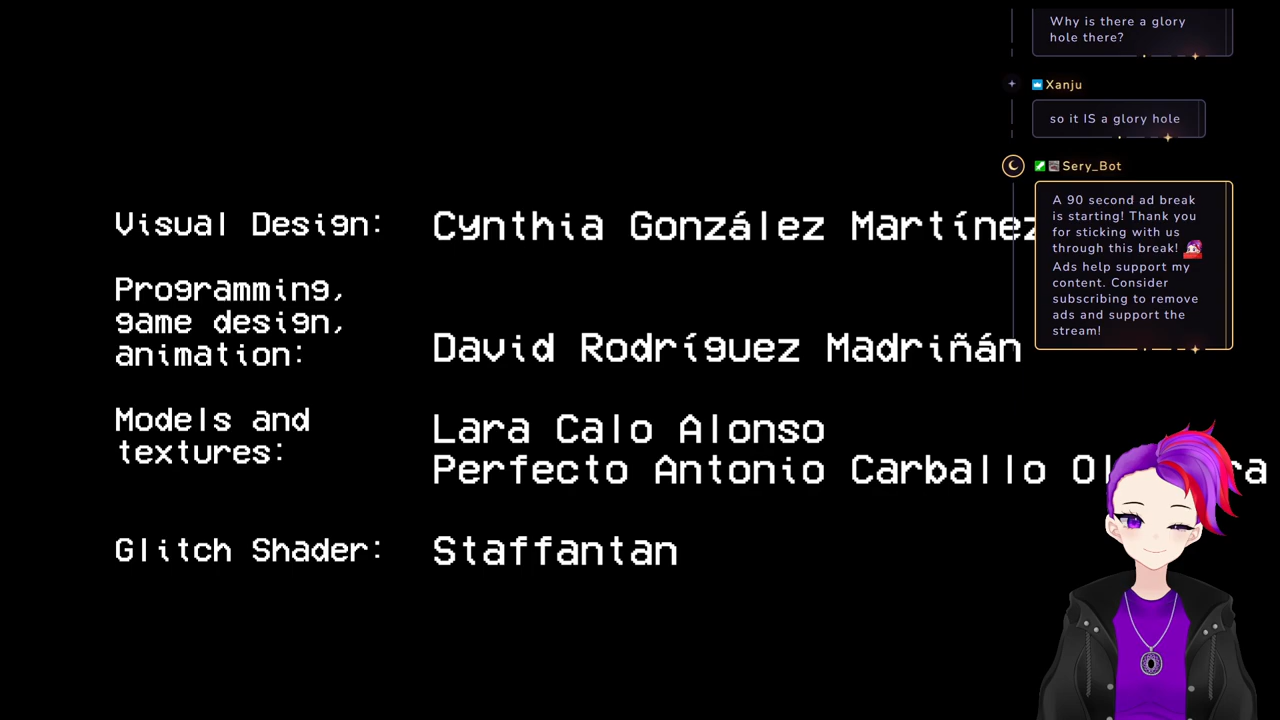 Why is there a glory
hole there?
Xanju
so it IS a glory hole
Sery_Bot
A 90 second ad break
is starting! Thank you
for sticking with us
through this break!
Ads help support my
content. Consider
subscribing to remove
ads and support the
stream!
Visual Design:
Cynthia González Martínez
Programming,
game design,
animation:
David Rodríguez Madriñán
Models and
textures:
Lara Calo Alonso
Perfecto Antonio Carballo
Glitch Shader:
Staffantan